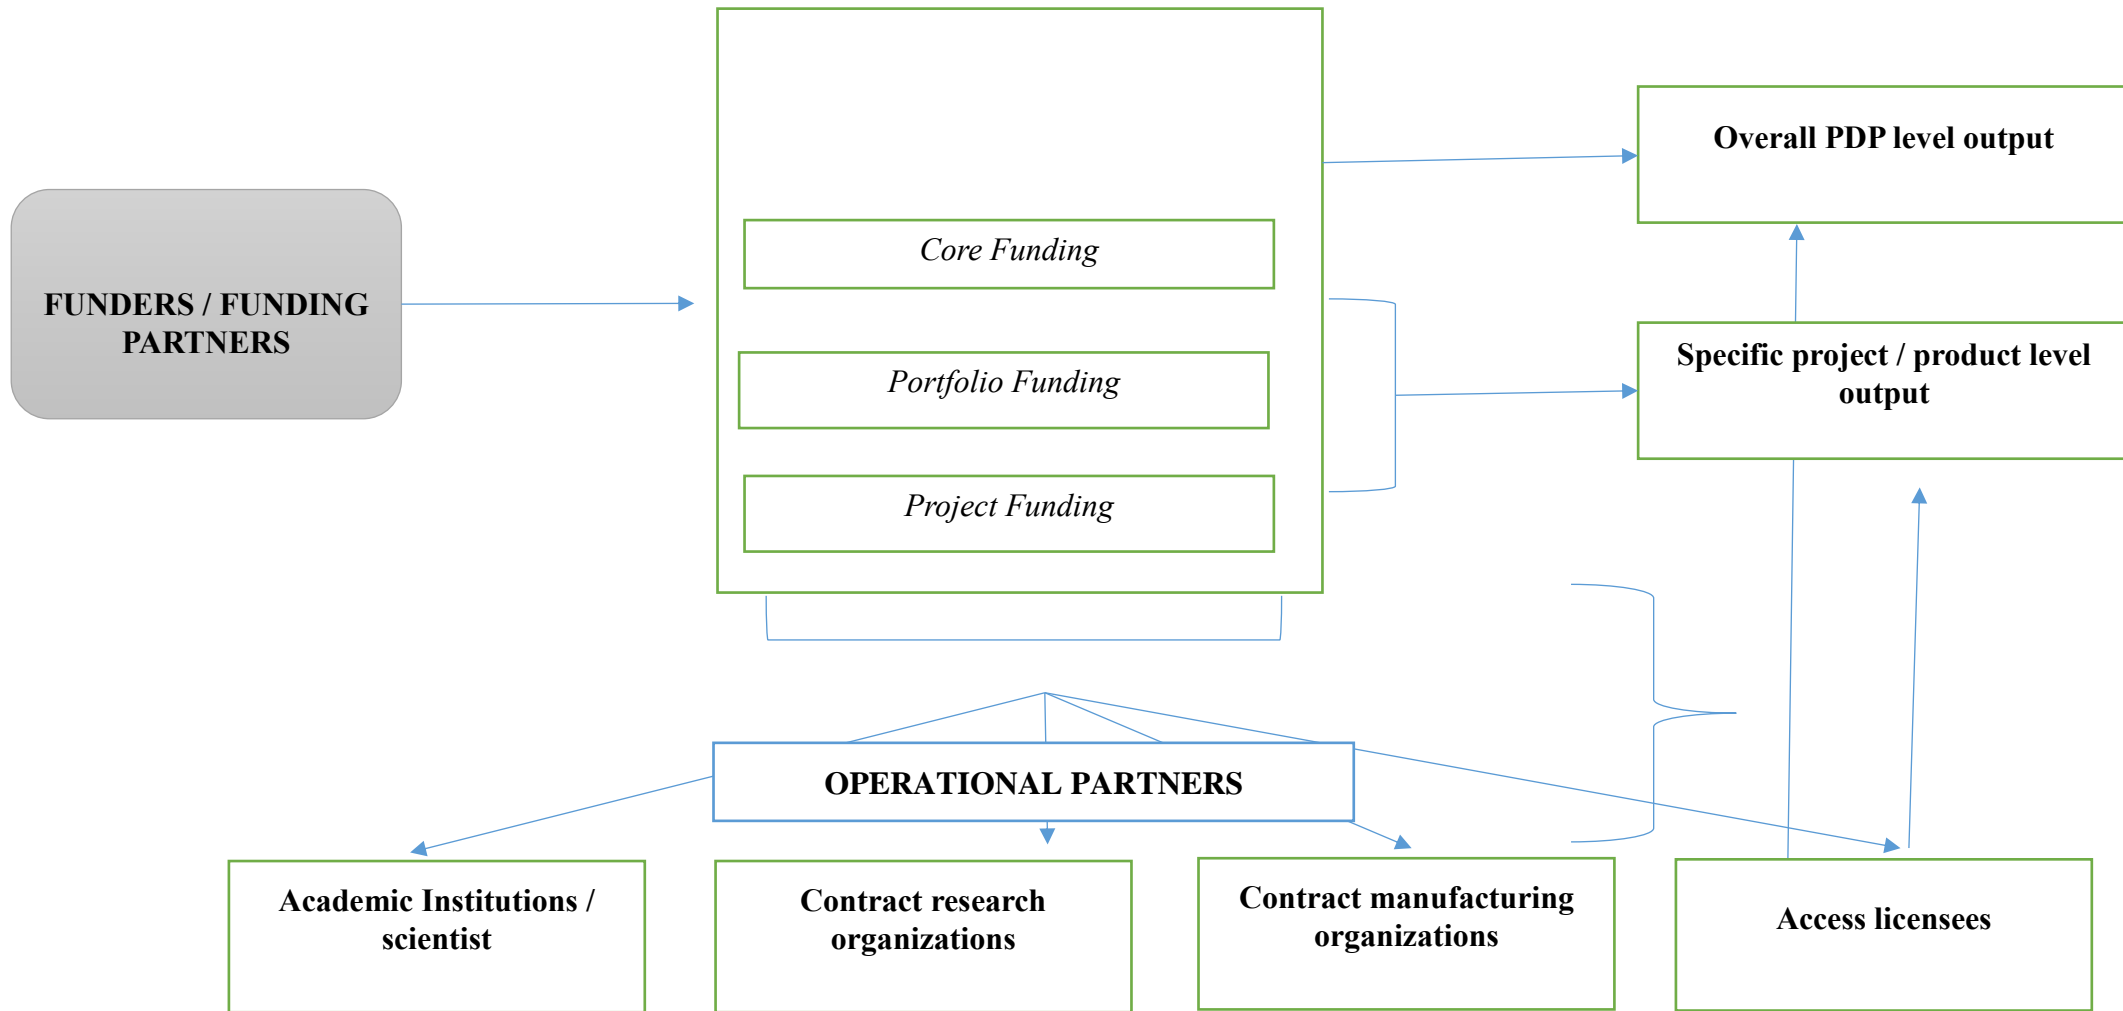 Overall PDP level output
Core Funding
FUNDERS / FUNDING
PARTNERS
Specific project / product level
output
Portfolio Funding
Project Funding
OPERATIONAL PARTNERS
Academic Institutions /
scientist
Contract research
organizations
Contract manufacturing
organizations
Access licensees